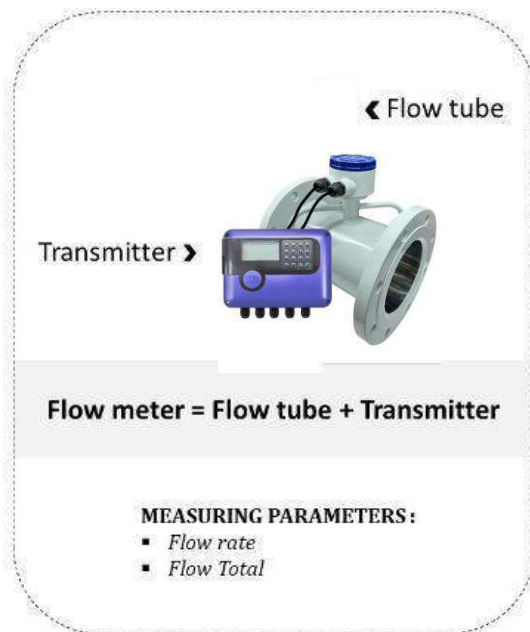 ❮ Flow tube
Transmitter ❯
Flow meter = Flow tube + Transmitter
MEASURING PARAMETERS:
▪ Flow rate
▪ Flow Total